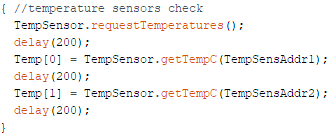 { //temperature sensors check
  TempSensor.requestTemperatures();
  delay(200);
  Temp[0] = TempSensor.getTempC(TempSensAddr1);
  delay(200);
  Temp[1] = TempSensor.getTempC(TempSensAddr2);
  delay(200);
}